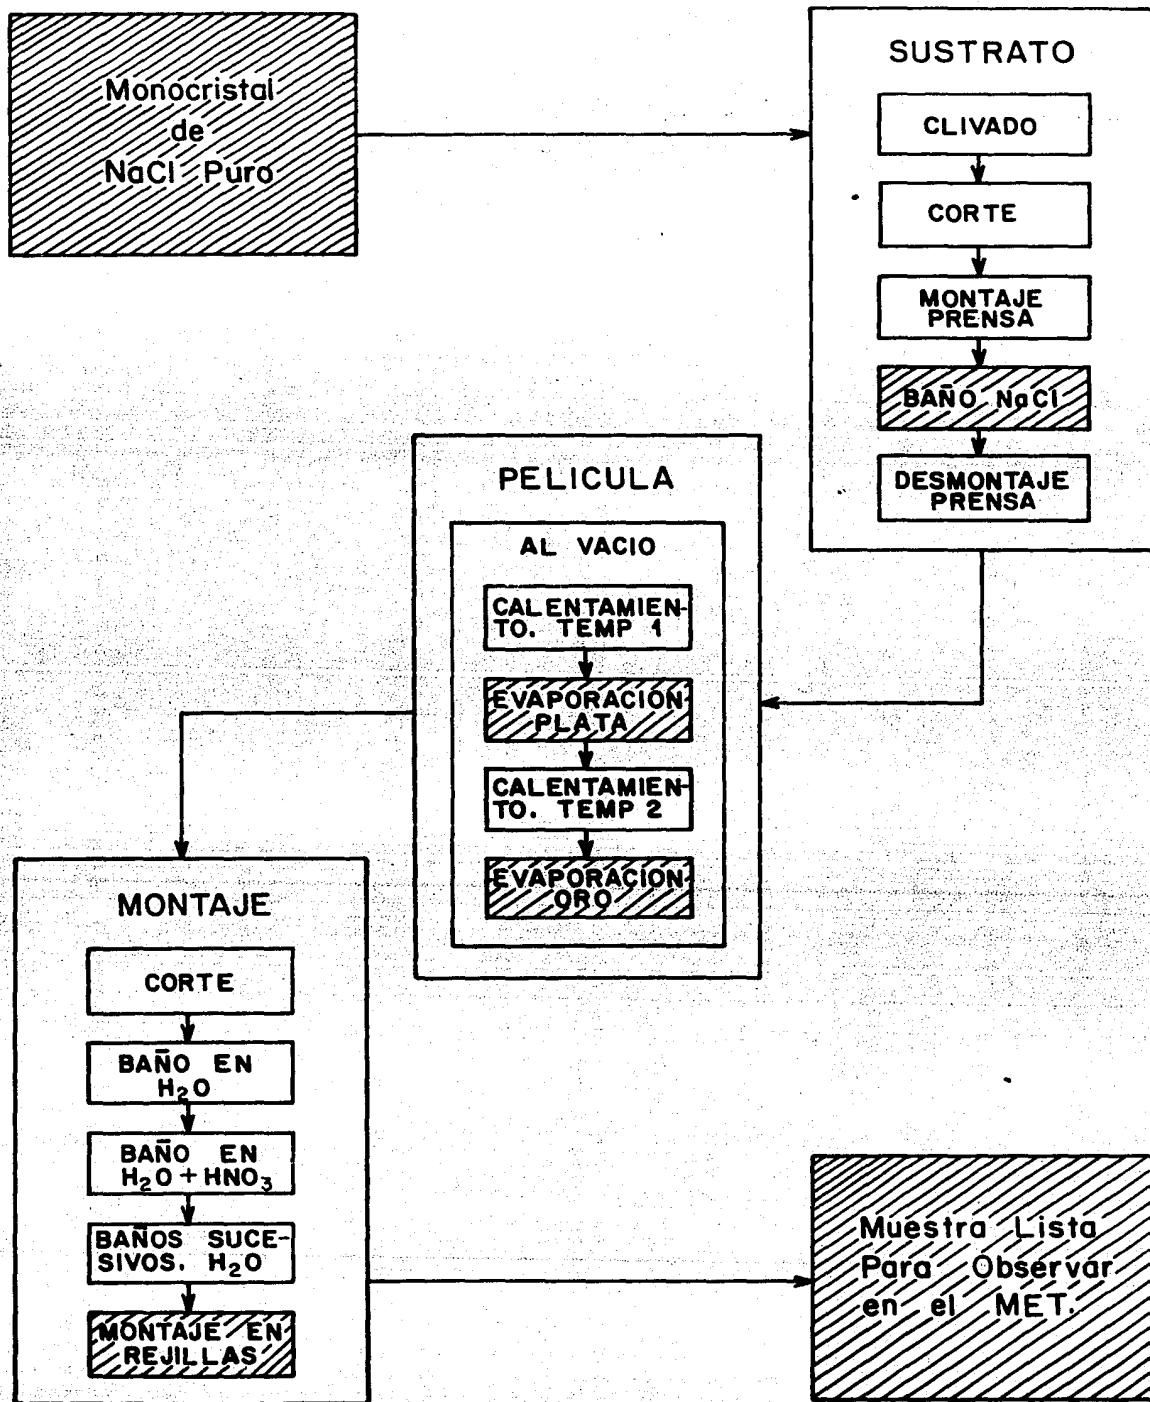 Monocristal
de
NaCl Puro
SUSTRATO
CLIVADO
CORTE
MONTAJE
PRENSA
BAÑO NaCl
DESMONTAJE
PRENSA
PELICULA
AL VACIO
CALENTAMIEN-
TO. TEMP 1
EVAPORACION
PLATA
CALENTAMIEN-
TO. TEMP 2
EVAPORACION
ORO
MONTAJE
CORTE
BAÑO EN
H₂O
BAÑO EN
H₂O + HNO₃
BAÑOS SUCE-
SIVOS. H₂O
MONTAJE EN
REJILLAS
Muestra Lista
Para Observar
en el MET.